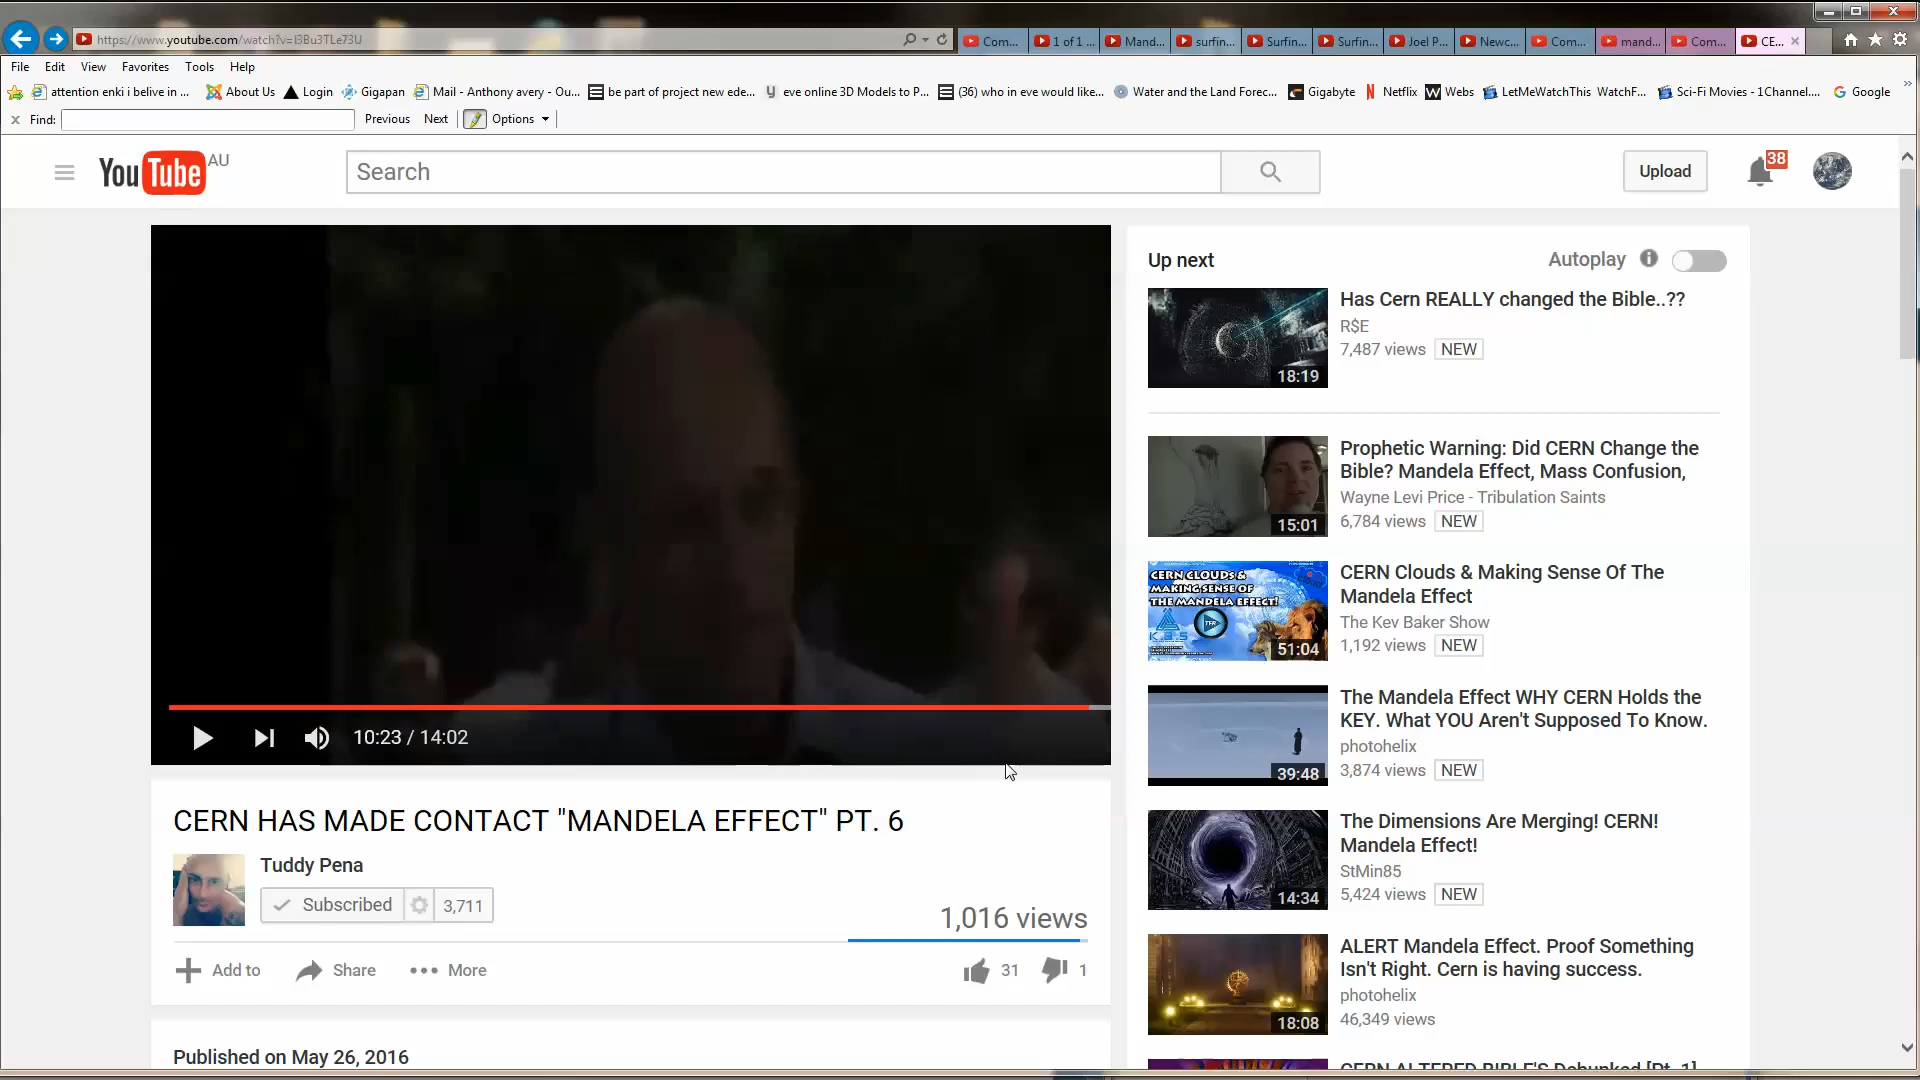 https://www.youtube.com/watch?v=I3Bu3TLe73U
Com...
1 of 1 ...
Mand...
surfin...
Surfin...
Surfin...
Joel P...
Newc...
Com...
mand...
Com...
CE...
File Edit View Favorites Tools Help
attention enki i belive in ...
About Us
Login
Gigapan
Mail - Anthony avery - Ou...
be part of project new ede...
eve online 3D Models to P...
(36) who in eve would like...
Water and the Land Forec...
Gigabyte
Netflix
Webs
LetMeWatchThis WatchF...
Sci-Fi Movies - 1Channel....
Google
Find:
Previous Next Options
YouTube AU
Search
Upload
38
10:23 / 14:02
CERN HAS MADE CONTACT "MANDELA EFFECT" PT. 6
Tuddy Pena
Subscribed 3,711
1,016 views
Add to Share More
31 1
Published on May 26, 2016
Up next
Autoplay
18:19
Has Cern REALLY changed the Bible..??
R$E
7,487 views NEW
15:01
Prophetic Warning: Did CERN Change the
Bible? Mandela Effect, Mass Confusion,
Wayne Levi Price - Tribulation Saints
6,784 views NEW
CERN CLOUDS &
MAKING SENSE OF
THE MANDELA EFFECT!
TFR
51:04
CERN Clouds & Making Sense Of The
Mandela Effect
The Kev Baker Show
1,192 views NEW
39:48
The Mandela Effect WHY CERN Holds the
KEY. What YOU Aren't Supposed To Know.
photohelix
3,874 views NEW
14:34
The Dimensions Are Merging! CERN!
Mandela Effect!
StMin85
5,424 views NEW
18:08
ALERT Mandela Effect. Proof Something
Isn't Right. Cern is having success.
photohelix
46,349 views
CERN ALTERED BIBLE'S Debunked [Pt. 1]